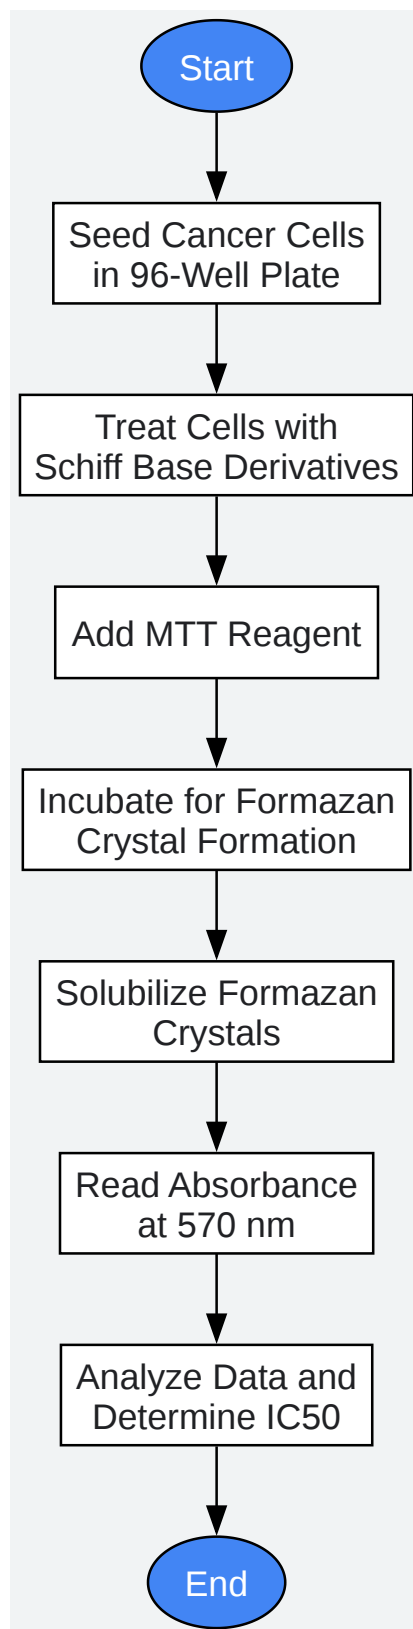 Start
Seed Cancer Cells
in 96-Well Plate
Treat Cells with
Schiff Base Derivatives
Add MTT Reagent
Incubate for Formazan
Crystal Formation
Solubilize Formazan
Crystals
Read Absorbance
at 570 nm
Analyze Data and
Determine IC50
End